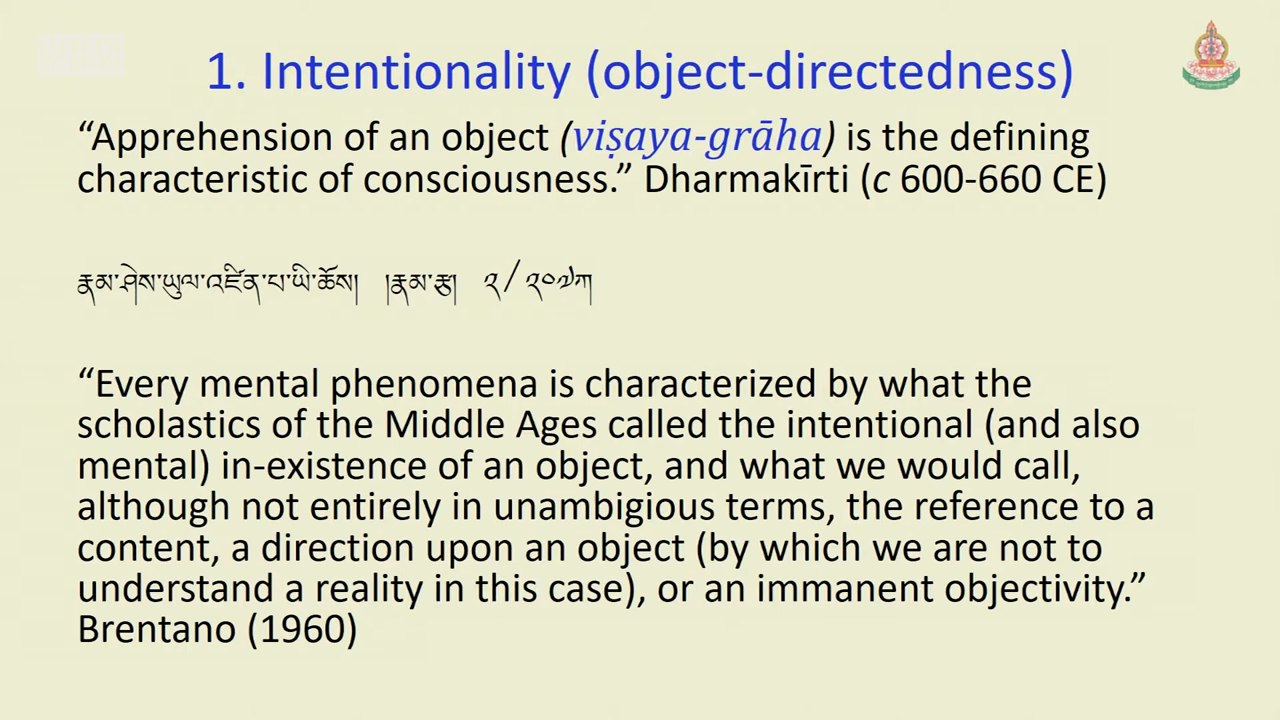 1. Intentionality (object-directedness)
“Apprehension of an object (viṣaya-grāha) is the defining
characteristic of consciousness.” Dharmakīrti (c 600-660 CE)
རྣམ་ཤེས་ཡུལ་འཛིན་པ་ཡི་ཆོས། །རྣམ་རྩ། ༢/༢༠༧ཀ།
“Every mental phenomena is characterized by what the
scholastics of the Middle Ages called the intentional (and also
mental) in-existence of an object, and what we would call,
although not entirely in unambigious terms, the reference to a
content, a direction upon an object (by which we are not to
understand a reality in this case), or an immanent objectivity.”
Brentano (1960)